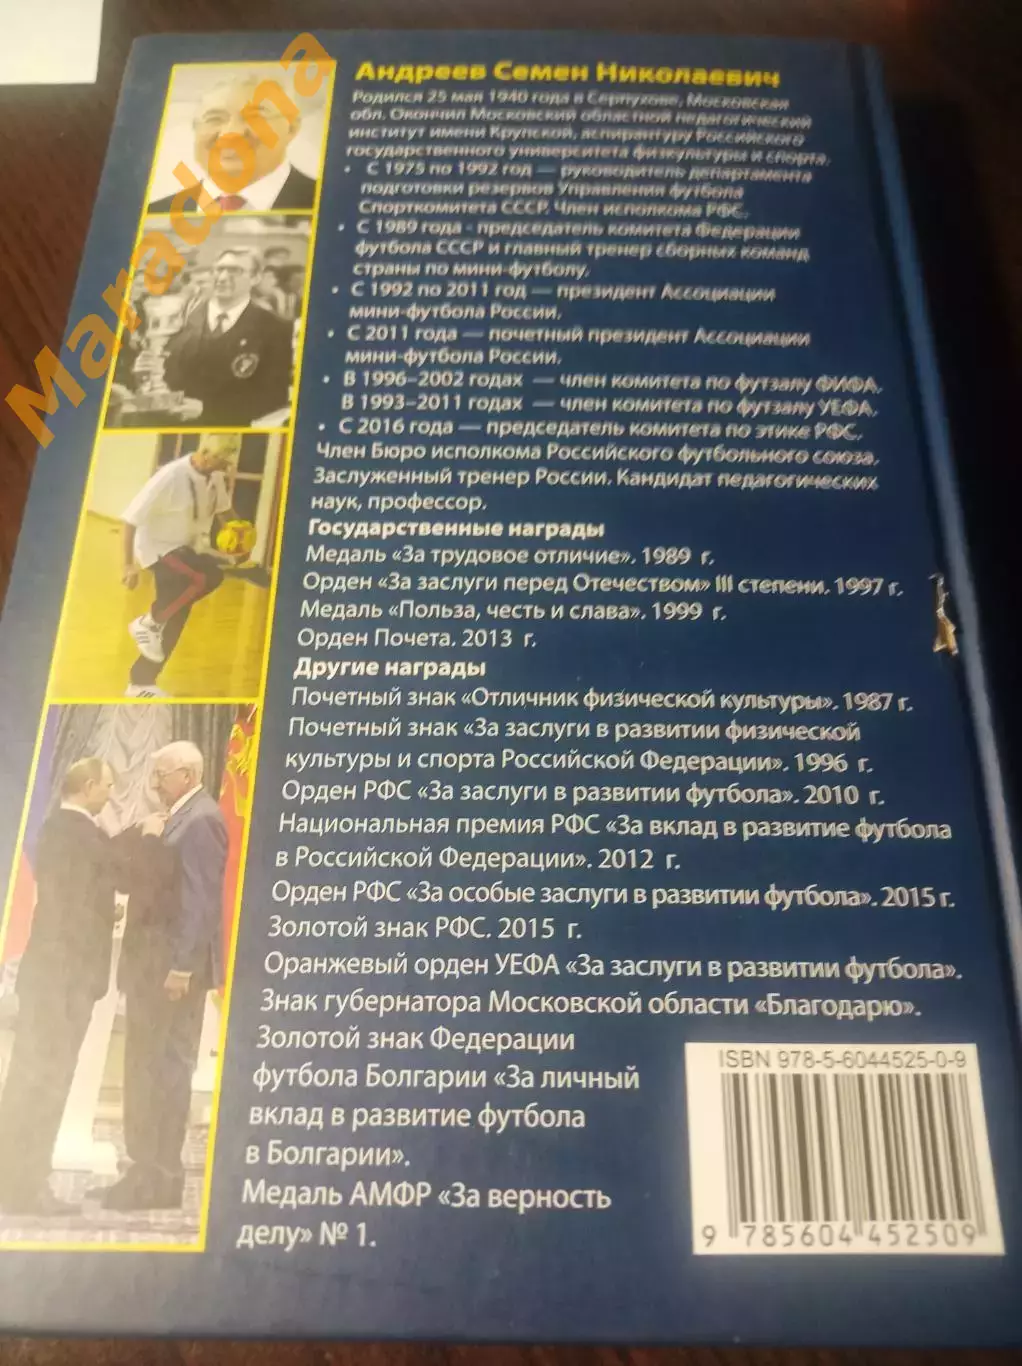 Maradona
Андреев Семен Николаевич
Родился 25 мая 1940 года в Серпухове, Московская
обл. Окончил Московский областной педагогический
институт имени Крупской, аспирантуру Российского
государственного университета физкультуры и спорта.
• С 1975 по 1992 год — руководитель департамента
подготовки резервов Управления футбола
Спорткомитета СССР. Член исполкома РФС.
• С 1989 года - председатель комитета Федерации
футбола СССР и главный тренер сборных команд
страны по мини-футболу.
• С 1992 по 2011 год — президент Ассоциации
мини-футбола России.
• С 2011 года — почетный президент Ассоциации
мини-футбола России.
• В 1996–2002 годах — член комитета по футзалу ФИФА.
В 1993–2011 годах — член комитета по футзалу УЕФА.
• С 2016 года — председатель комитета по этике РФС.
Член Бюро исполкома Российского футбольного союза.
Заслуженный тренер России. Кандидат педагогических
наук, профессор.
Государственные награды
Медаль «За трудовое отличие». 1989 г.
Орден «За заслуги перед Отечеством» III степени. 1997 г.
Медаль «Польза, честь и слава». 1999 г.
Орден Почета. 2013 г.
Другие награды
Почетный знак «Отличник физической культуры». 1987 г.
Почетный знак «За заслуги в развитии физической
культуры и спорта Российской Федерации». 1996 г.
Орден РФС «За заслуги в развитии футбола». 2010 г.
Национальная премия РФС «За вклад в развитие футбола
в Российской Федерации». 2012 г.
Орден РФС «За особые заслуги в развитии футбола». 2015 г.
Золотой знак РФС. 2015 г.
Оранжевый орден УЕФА «За заслуги в развитии футбола».
Знак губернатора Московской области «Благодарю».
Золотой знак Федерации
футбола Болгарии «За личный
вклад в развитие футбола
в Болгарии».
Медаль АМФР «За верность
делу» № 1.
ISBN 978-5-6044525-0-9
9 785604 452509